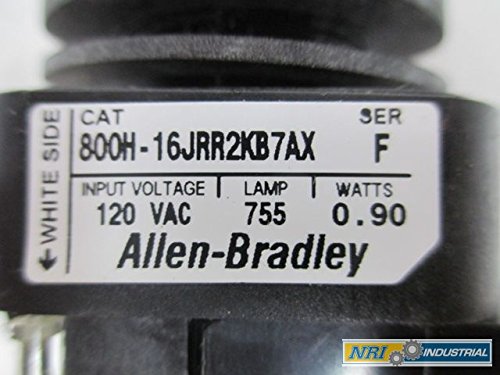 CAT SER
800H-16JRR2KB7AX F
INPUT VOLTAGE LAMP WATTS
120 VAC 755 0.90
Allen-Bradley
←WHITE SIDE
NRI INDUSTRIAL